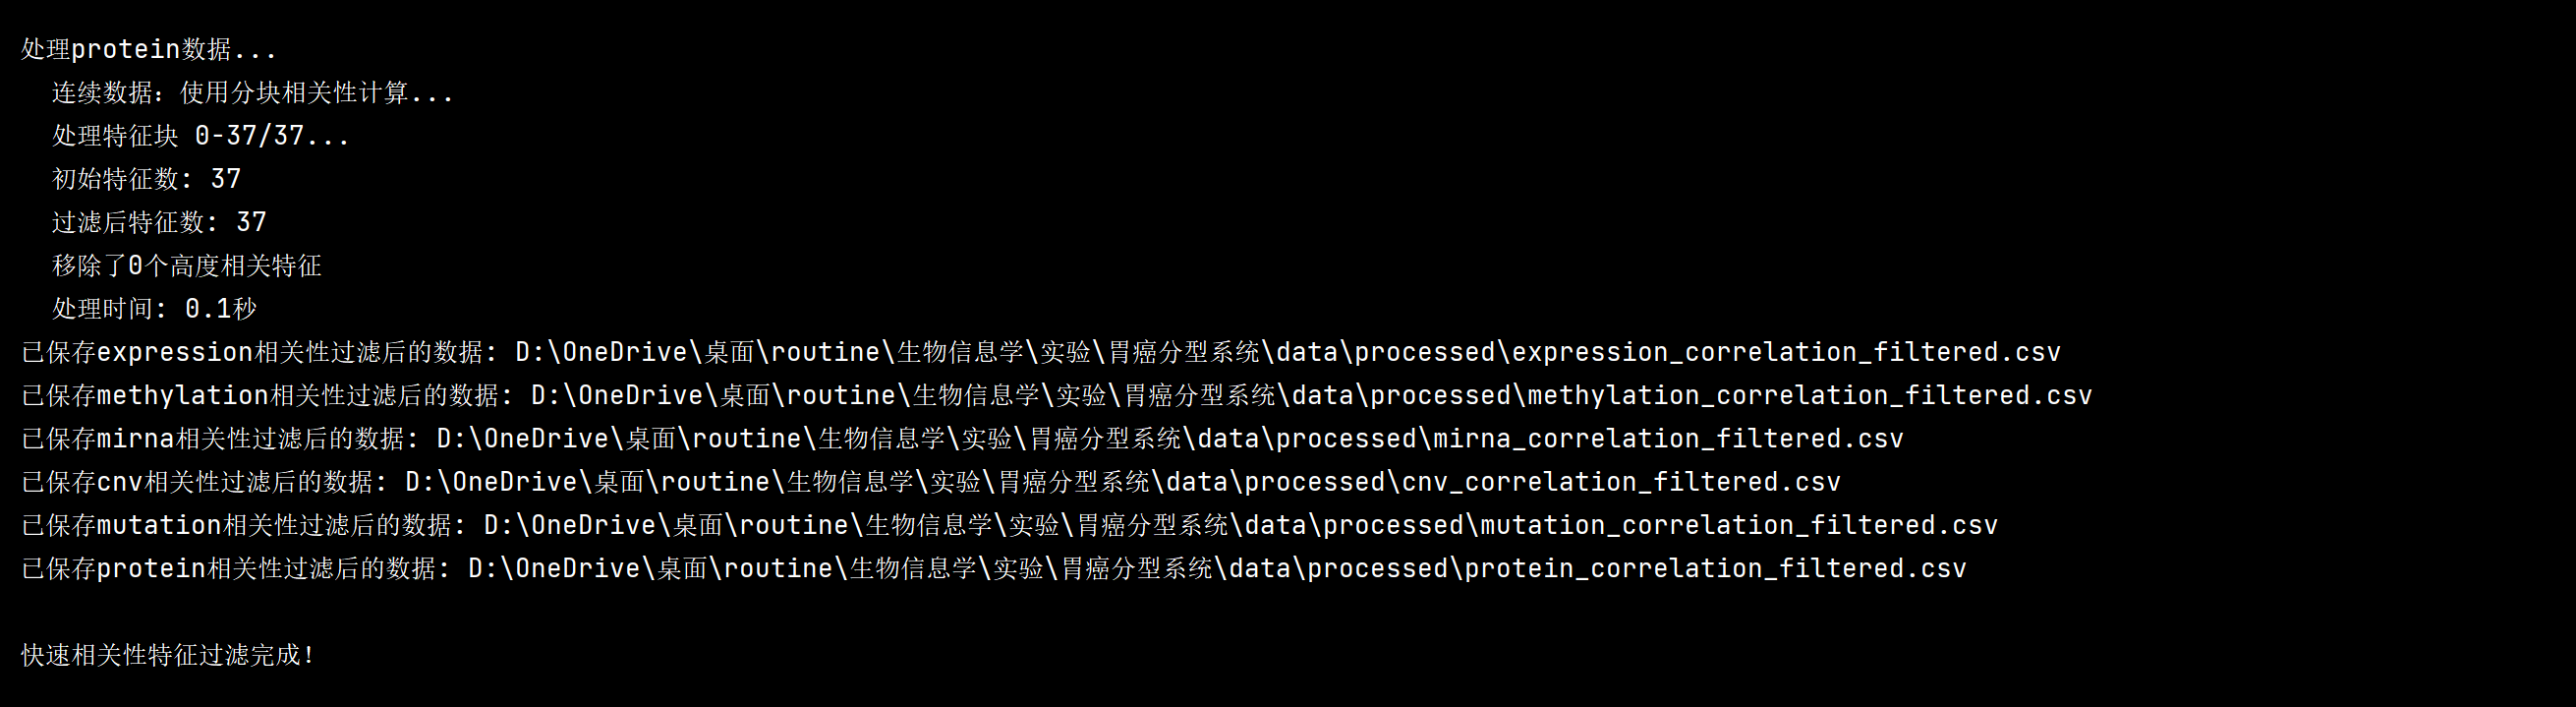 处理protein数据...
连续数据：使用分块相关性计算...
处理特征块 0-37/37...
初始特征数: 37
过滤后特征数: 37
移除了0个高度相关特征
处理时间: 0.1秒
已保存expression相关性过滤后的数据: D:\OneDrive\桌面\routine\生物信息学\实验\胃癌分型系统\data\processed\expression_correlation_filtered.csv
已保存methylation相关性过滤后的数据: D:\OneDrive\桌面\routine\生物信息学\实验\胃癌分型系统\data\processed\methylation_correlation_filtered.csv
已保存mirna相关性过滤后的数据: D:\OneDrive\桌面\routine\生物信息学\实验\胃癌分型系统\data\processed\mirna_correlation_filtered.csv
已保存cnv相关性过滤后的数据: D:\OneDrive\桌面\routine\生物信息学\实验\胃癌分型系统\data\processed\cnv_correlation_filtered.csv
已保存mutation相关性过滤后的数据: D:\OneDrive\桌面\routine\生物信息学\实验\胃癌分型系统\data\processed\mutation_correlation_filtered.csv
已保存protein相关性过滤后的数据: D:\OneDrive\桌面\routine\生物信息学\实验\胃癌分型系统\data\processed\protein_correlation_filtered.csv
快速相关性特征过滤完成!